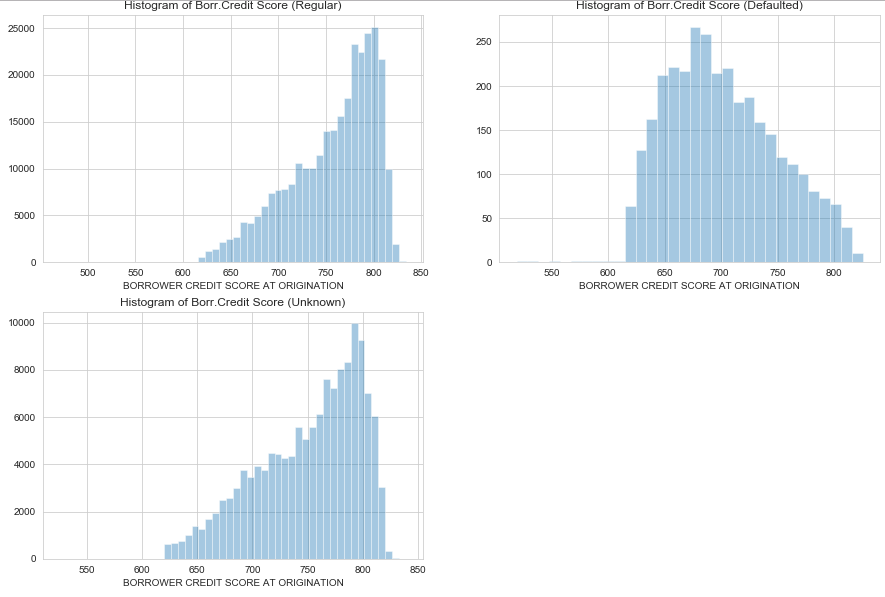 Histogram of Borr.Credit Score (Regular)
25000
20000
15000
10000
5000
0
500 550 600 650 700 750 800 850
BORROWER CREDIT SCORE AT ORIGINATION
Histogram of Borr.Credit Score (Defaulted)
250
200
150
100
50
0
550 600 650 700 750 800
BORROWER CREDIT SCORE AT ORIGINATION
Histogram of Borr.Credit Score (Unknown)
10000
8000
6000
4000
2000
0
550 600 650 700 750 800 850
BORROWER CREDIT SCORE AT ORIGINATION